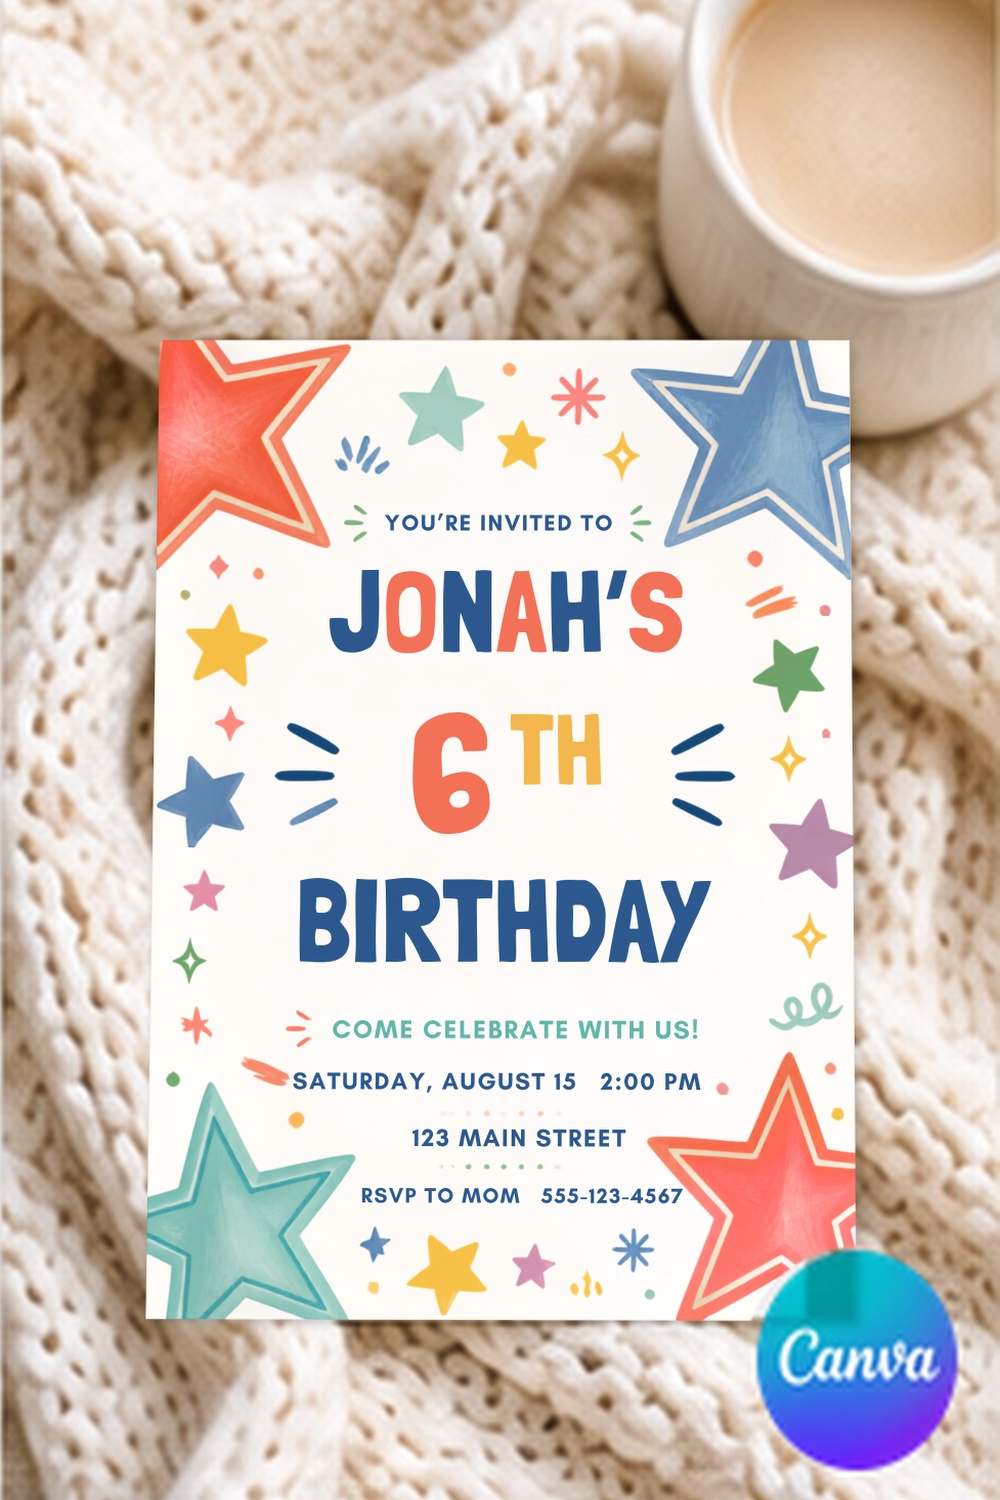 YOU'RE INVITED TO
JONAH'S
6TH
BIRTHDAY
COME CELEBRATE WITH US!
SATURDAY, AUGUST 15 2:00 PM
123 MAIN STREET
RSVP TO MOM 555-123-4567
Canva